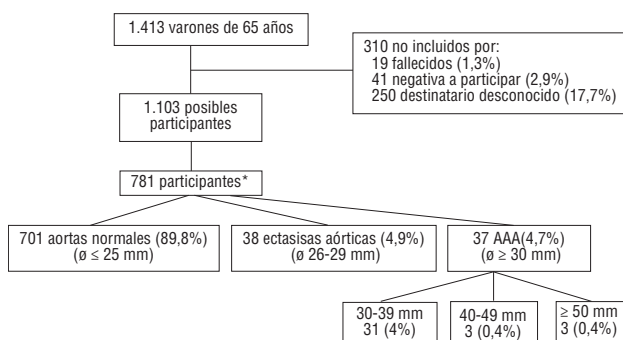 1.413 varones de 65 años
310 no incluidos por:
19 fallecidos (1,3%)
41 negativa a participar (2,9%)
250 destinatario desconocido (17,7%)
1.103 posibles
participantes
781 participantes*
701 aortas normales (89,8%)
(ø ≤ 25 mm)
38 ectasisas aórticas (4,9%)
(ø 26-29 mm)
37 AAA(4,7%)
(ø ≥ 30 mm)
30-39 mm
31 (4%)
40-49 mm
3 (0,4%)
≥ 50 mm
3 (0,4%)